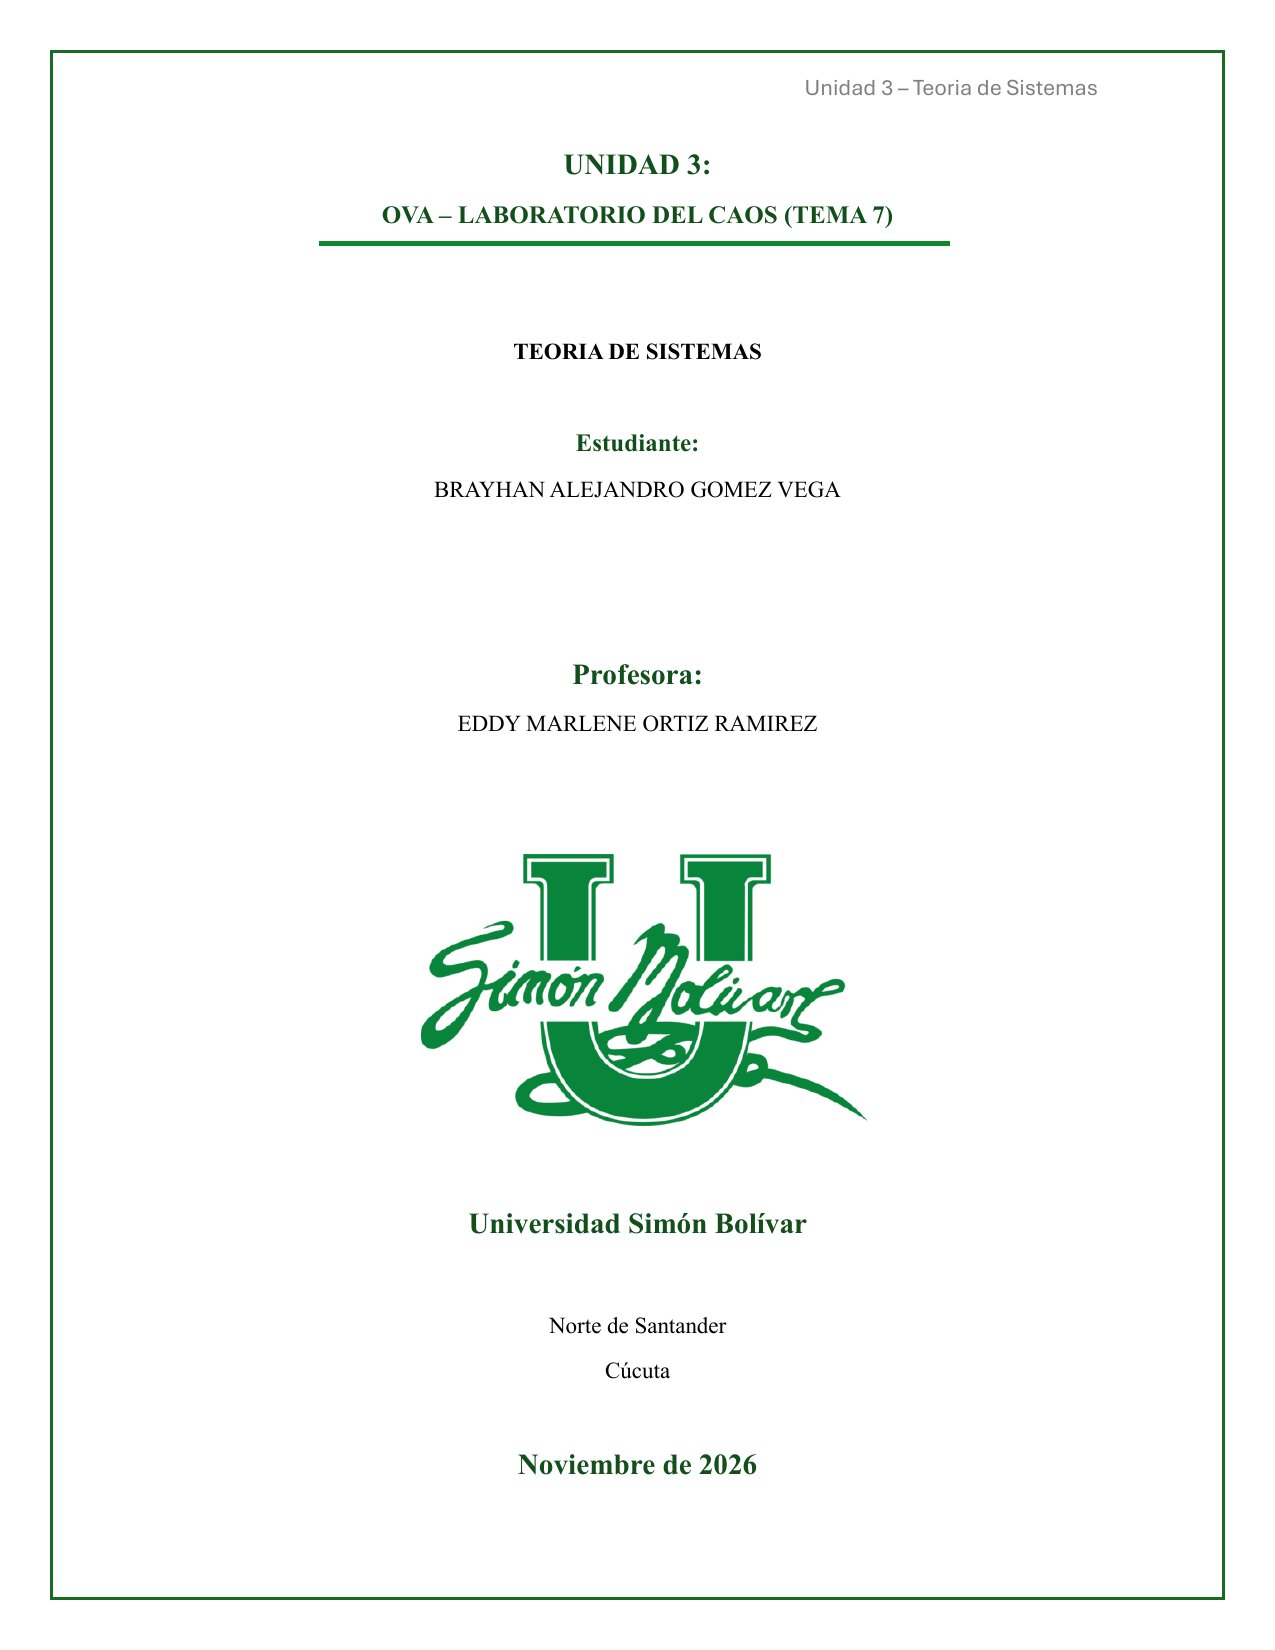 Unidad 3 – Teoria de Sistemas
UNIDAD 3:
OVA – LABORATORIO DEL CAOS (TEMA 7)
TEORIA DE SISTEMAS
Estudiante:
BRAYHAN ALEJANDRO GOMEZ VEGA
Profesora:
EDDY MARLENE ORTIZ RAMIREZ
U
Simón Bolívar
Universidad Simón Bolívar
Norte de Santander
Cúcuta
Noviembre de 2026